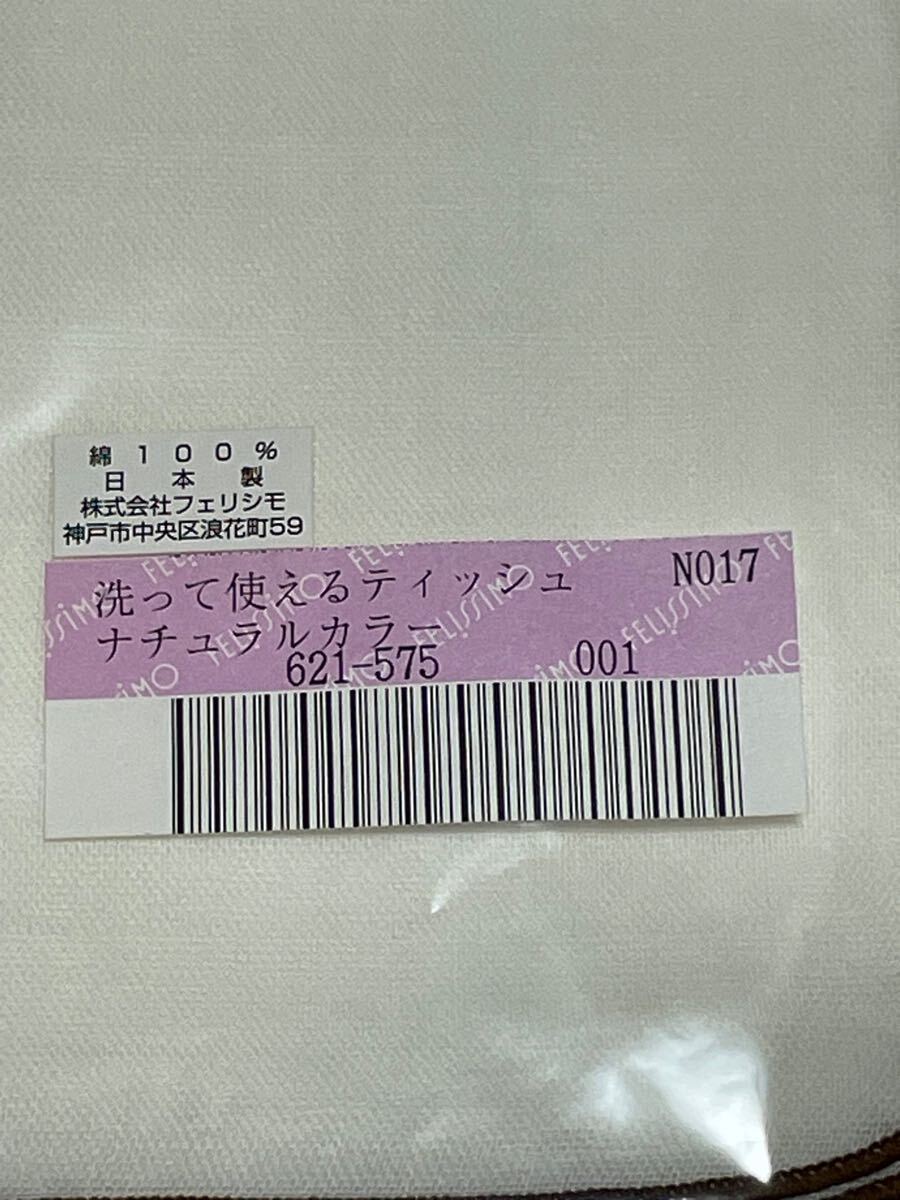 綿100%
日本製
株式会社フェリシモ
神戸市中央区浪花町59
洗って使えるティッシュ N017
ナチュラルカラー
621-575 001
FELISSIMO